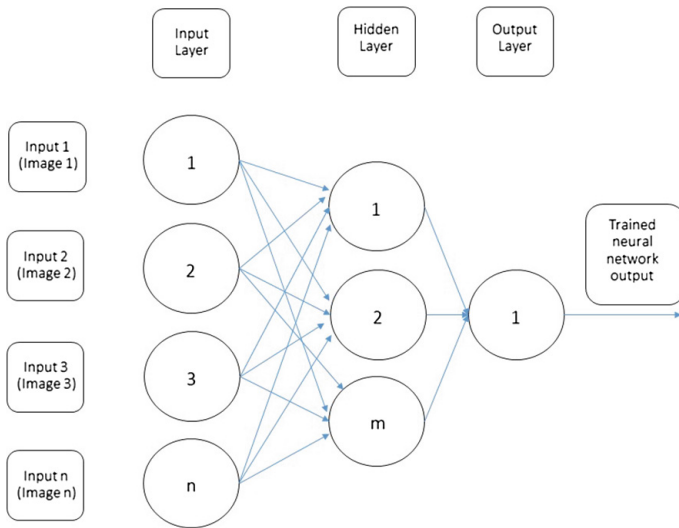 Input
Layer
Hidden
Layer
Output
Layer
Input 1
(Image 1)
1
Input 2
(Image 2)
2
Input 3
(Image 3)
3
Input n
(Image n)
n
1
2
m
1
Trained
neural
network
output